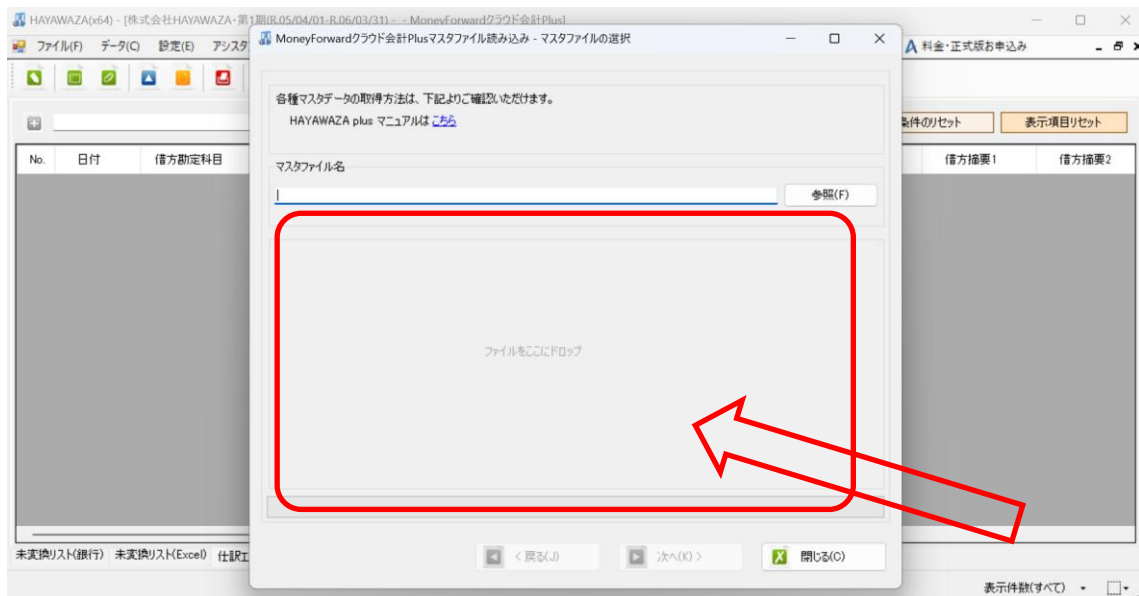 HAYAWAZA(x64) - [株式会社HAYAWAZA・第1期(R.05/04/01-R.06/03/31) - - MoneyForwardクラウド会計Plus]
ファイル(F) データ(C) 設定(E) アシスタ
料金・正式版お申込み
MoneyForwardクラウド会計Plusマスタファイル読み込み - マスタファイルの選択
各種マスタデータの取得方法は、下記よりご確認いただけます。
HAYAWAZA plus マニュアルは こちら
条件のリセット 表示項目リセット
No. 日付 借方勘定科目
借方摘要1 借方摘要2
マスタファイル名
参照(F)
ファイルをここにドロップ
未変換リスト(銀行) 未変換リスト(Excel) 仕訳エ
< 戻る(J) 次へ(K) > 閉じる(C)
表示件数(すべて)